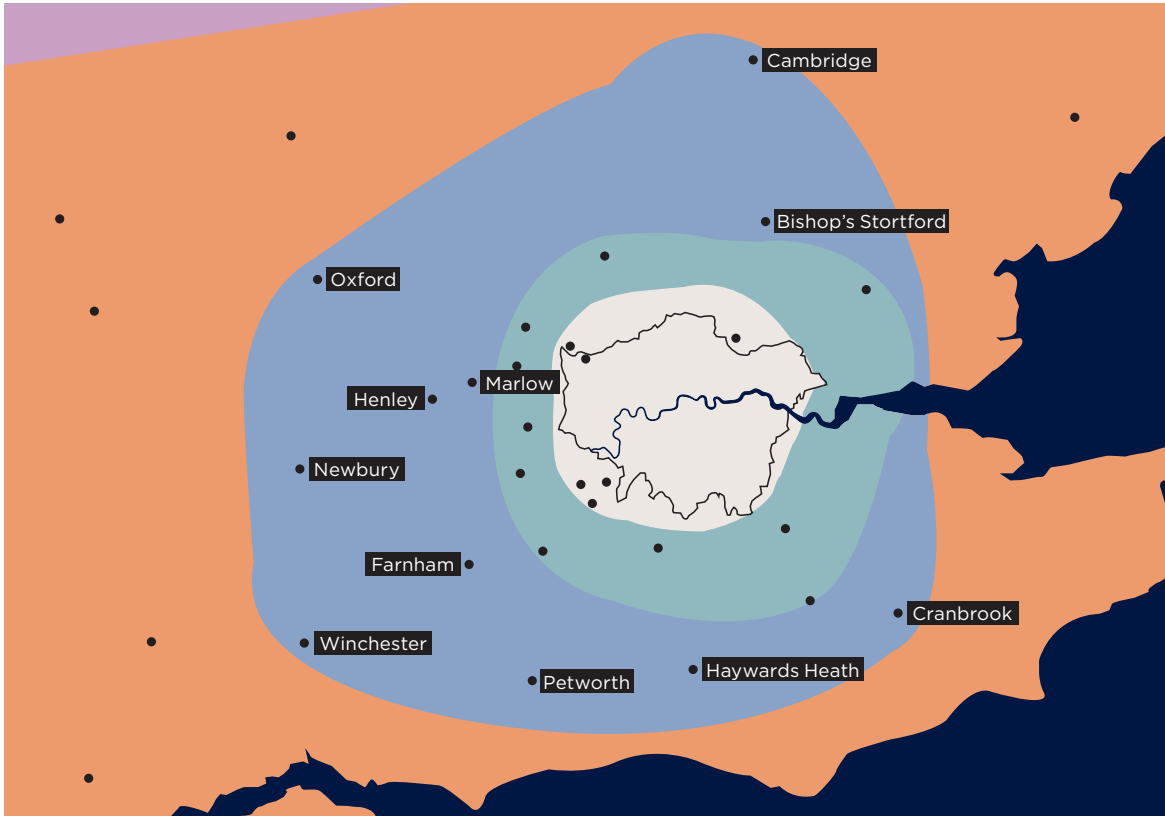 Cambridge
Bishop's Stortford
Oxford
Marlow
Henley
Newbury
Farnham
Cranbrook
Winchester
Haywards Heath
Petworth